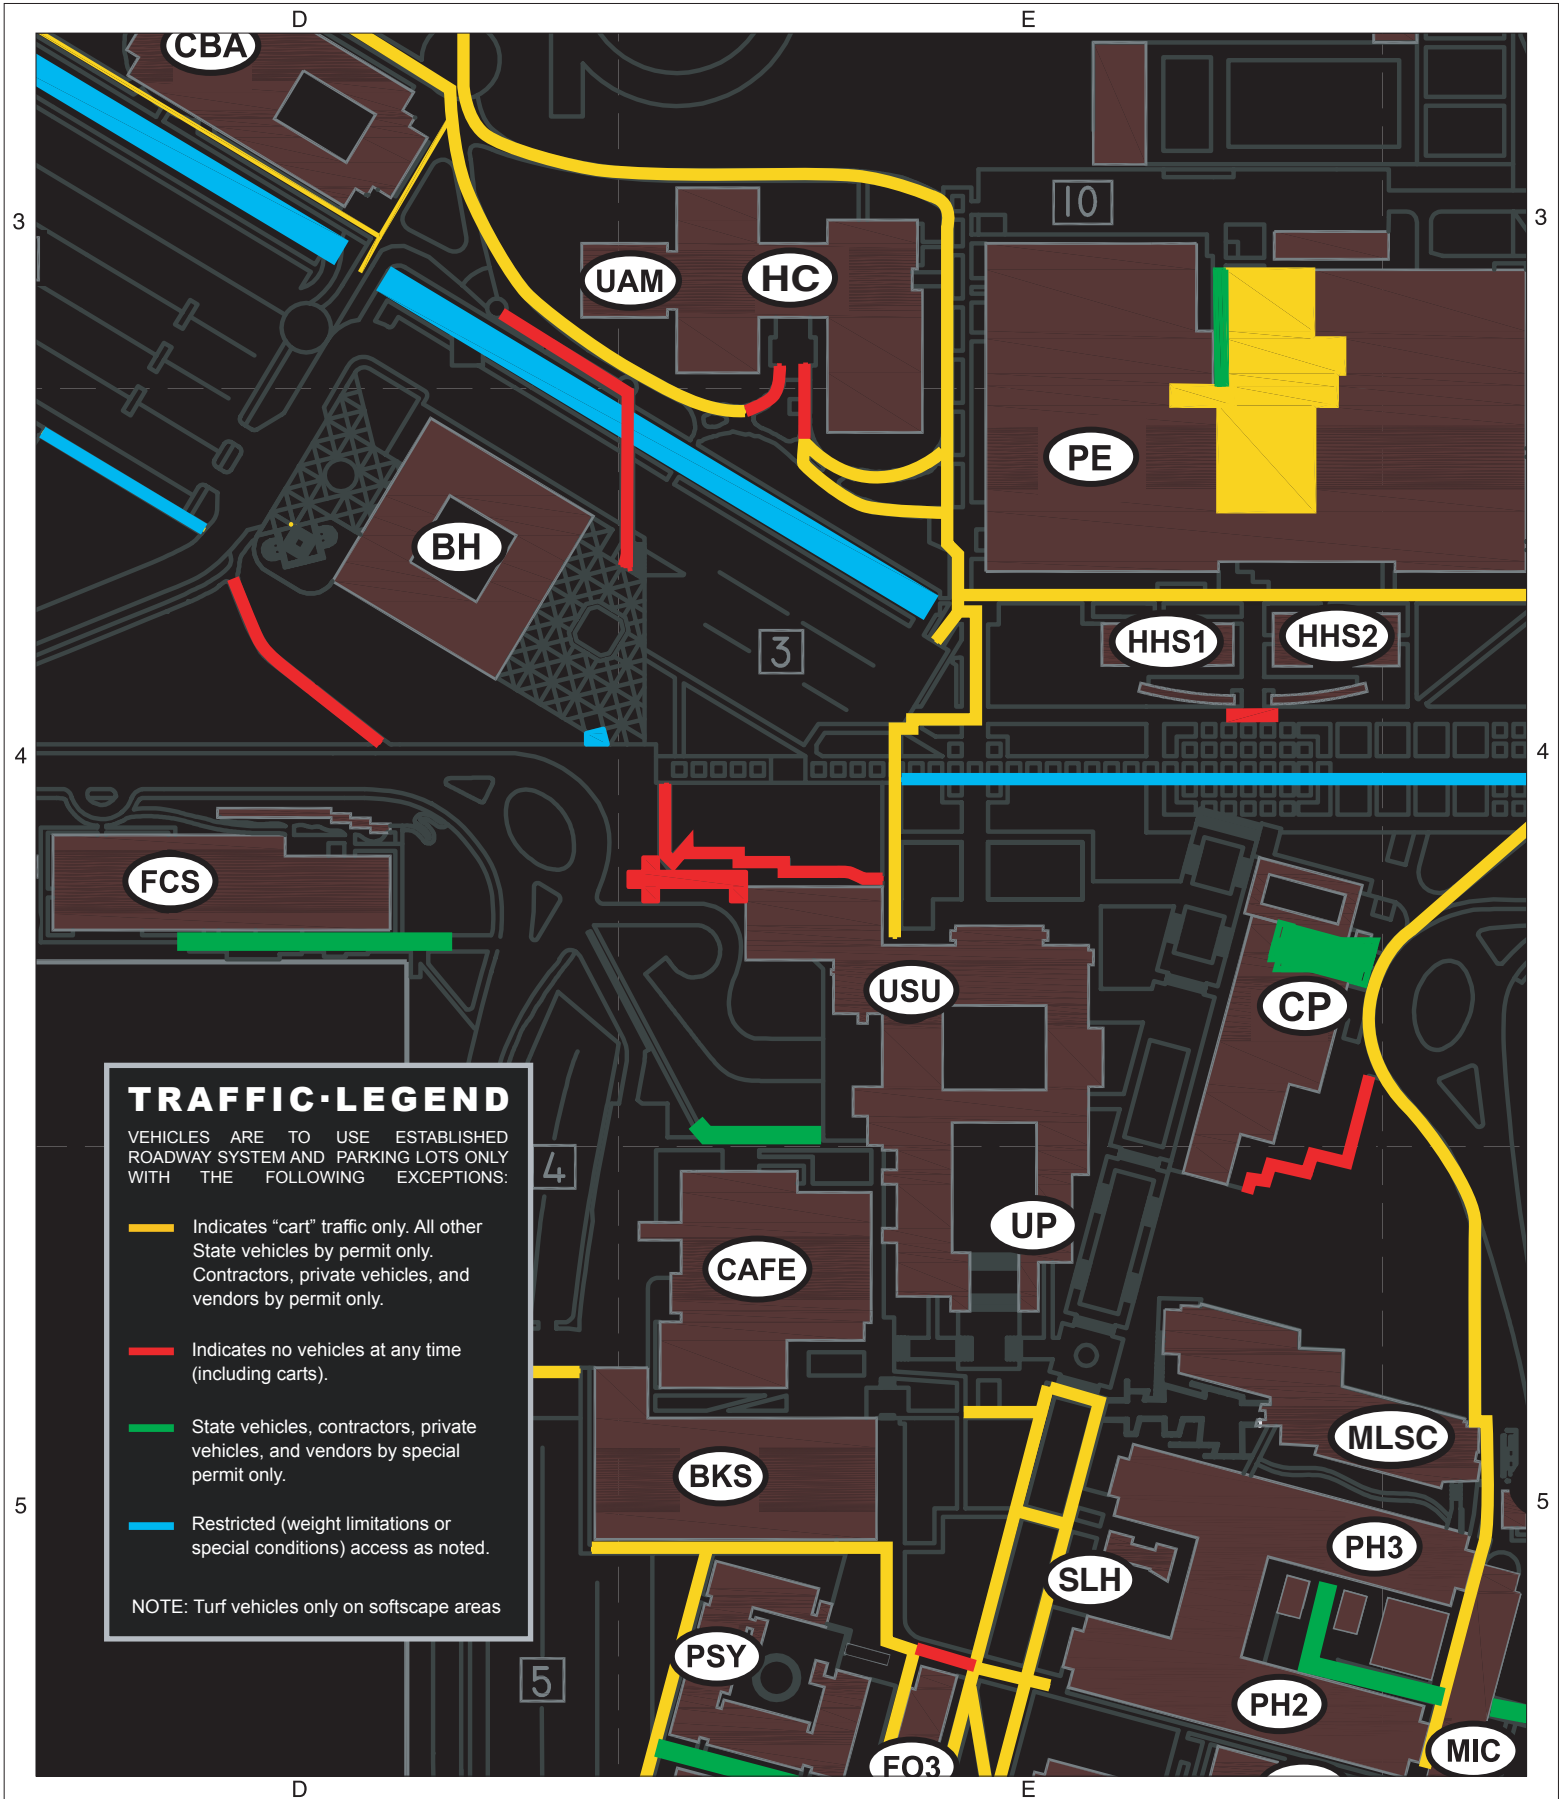 D
E
CBA
3
10
3
UAM
HC
PE
BH
3
HHS1
HHS2
4
4
FCS
USU
CP
TRAFFIC·LEGEND
VEHICLES ARE TO USE ESTABLISHED
ROADWAY SYSTEM AND PARKING LOTS ONLY
WITH THE FOLLOWING EXCEPTIONS:
4
Indicates “cart” traffic only. All other
State vehicles by permit only.
Contractors, private vehicles, and
vendors by permit only.
UP
CAFE
Indicates no vehicles at any time
(including carts).
State vehicles, contractors, private
vehicles, and vendors by special
permit only.
MLSC
BKS
5
5
Restricted (weight limitations or
special conditions) access as noted.
PH3
SLH
NOTE: Turf vehicles only on softscape areas
PSY
5
PH2
MIC
FO3
D
E